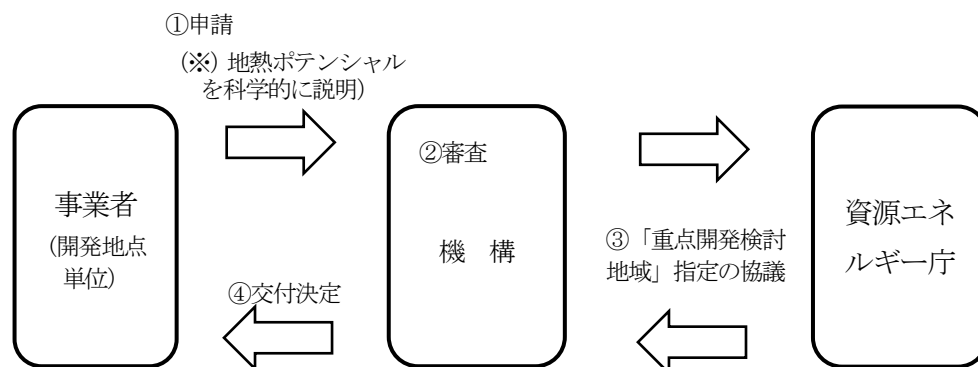 ①申請
(※) 地熱ポテンシャル
を科学的に説明)
事業者
(開発地点
単位)
②審査
機　構
④交付決定
③「重点開発検討
地域」指定の協議
資源エネ
ルギー庁